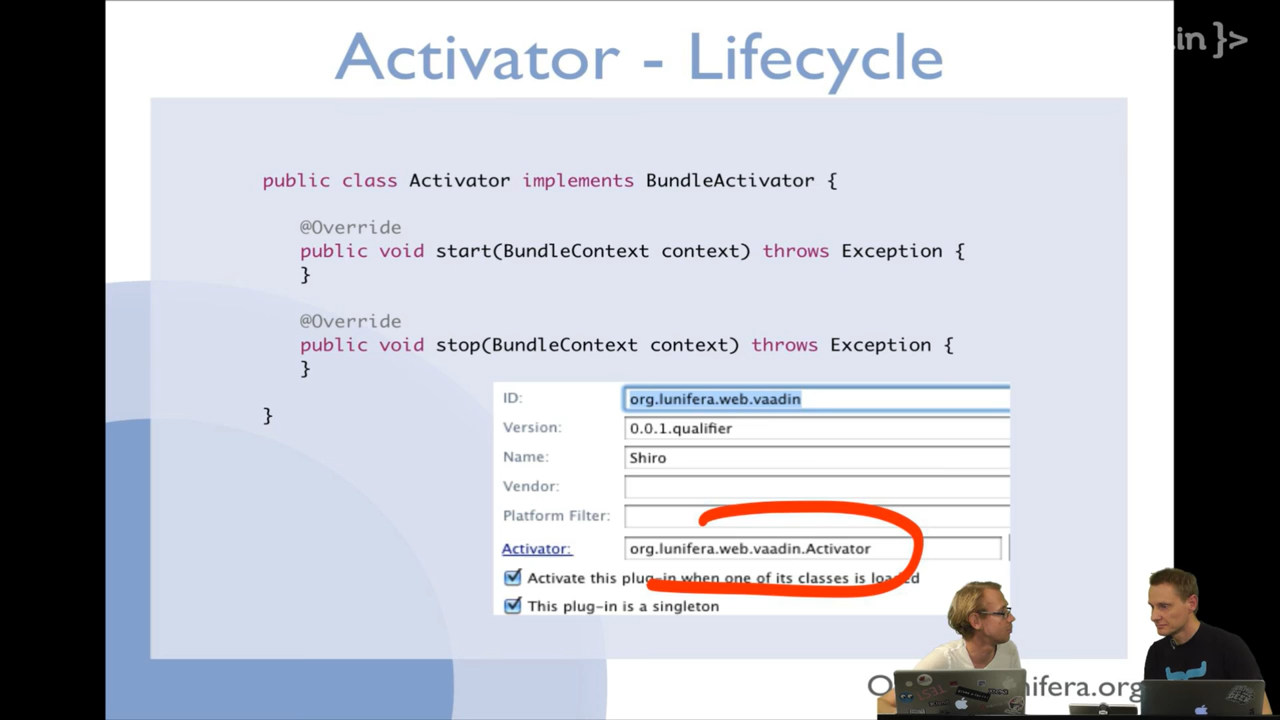 Activator - Lifecycle
.in }>
public class Activator implements BundleActivator {
@Override
public void start(BundleContext context) throws Exception {
}
@Override
public void stop(BundleContext context) throws Exception {
}
}
ID: org.lunifera.web.vaadin
Version: 0.0.1.qualifier
Name: Shiro
Vendor:
Platform Filter:
Activator: org.lunifera.web.vaadin.Activator
Activate this plug-in when one of its classes is loaded
This plug-in is a singleton
nifera.org